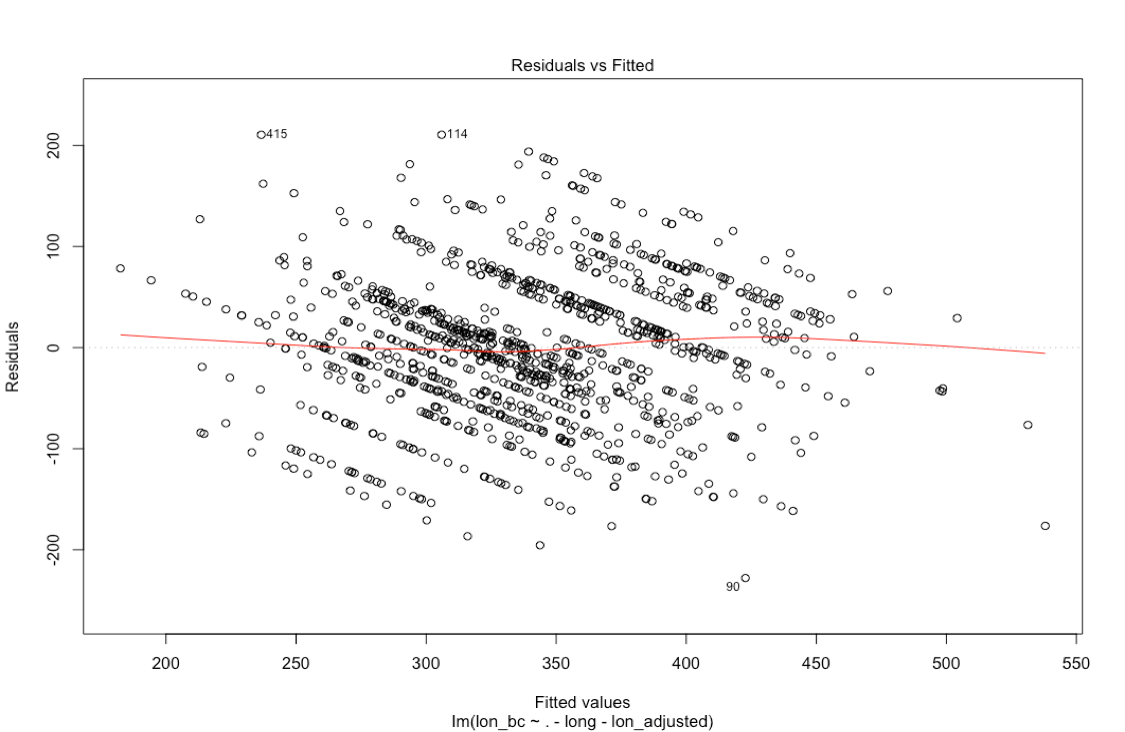 Residuals vs Fitted
Residuals
200
100
0
-100
-200
415
114
90
200 250 300 350 400 450 500 550
Fitted values
lm(lon_bc ~ . - long - lon_adjusted)